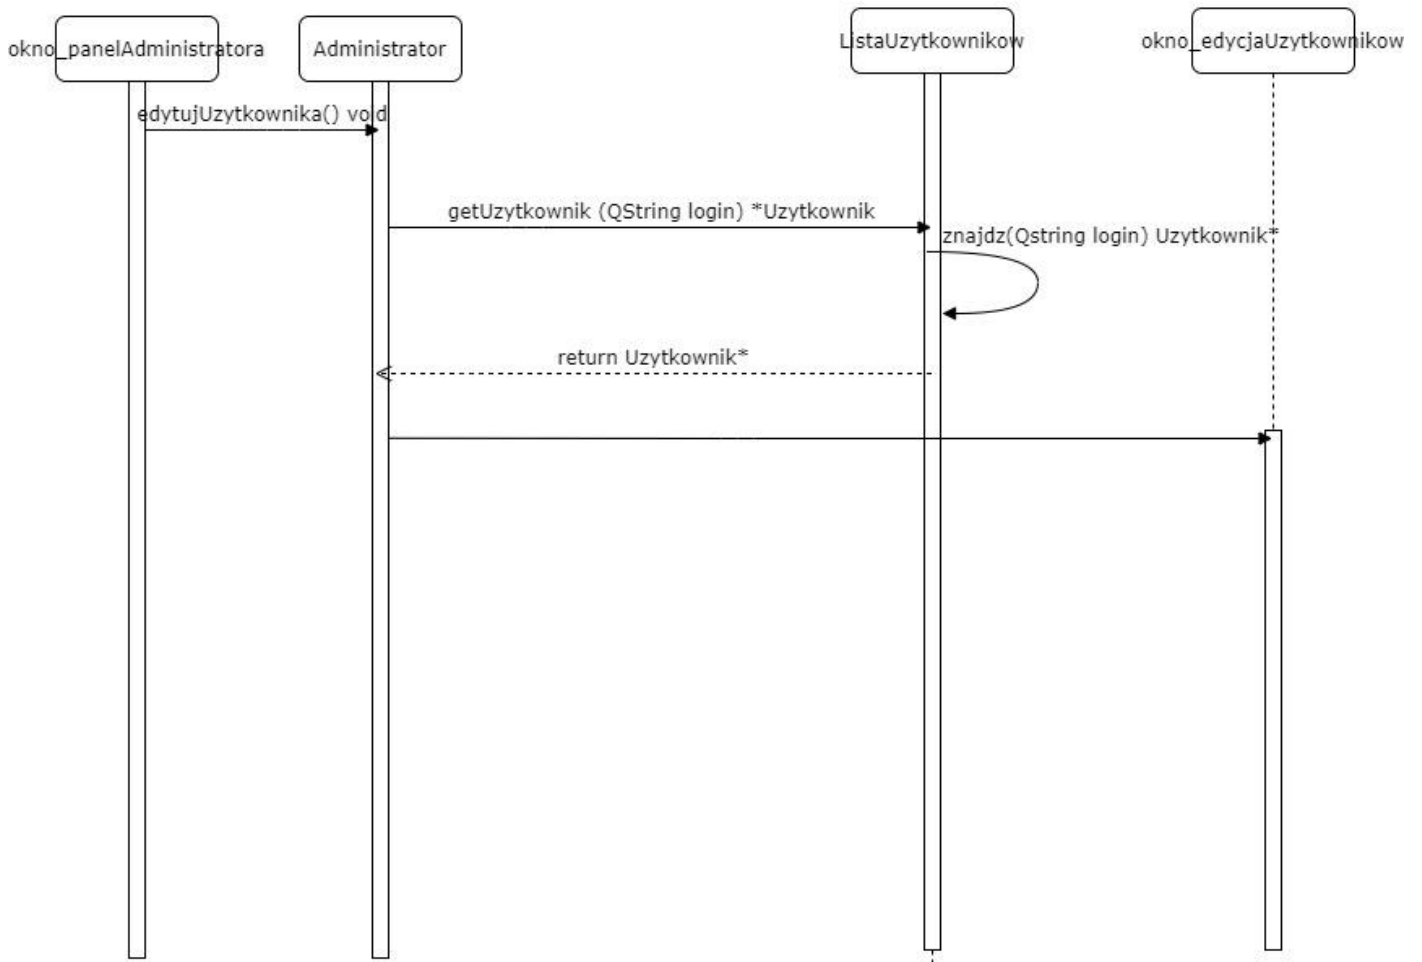 okno_panelAdministratora
Administrator
ListaUzytkownikow
okno_edycjaUzytkownikow
edytujUzytkownika() void
getUzytkownik (QString login) *Uzytkownik
znajdz(Qstring login) Uzytkownik*
return Uzytkownik*